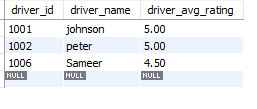 driver_id driver_name driver_avg_rating
1001 johnson 5.00
1002 peter 5.00
1006 Sameer 4.50
NULL NULL NULL